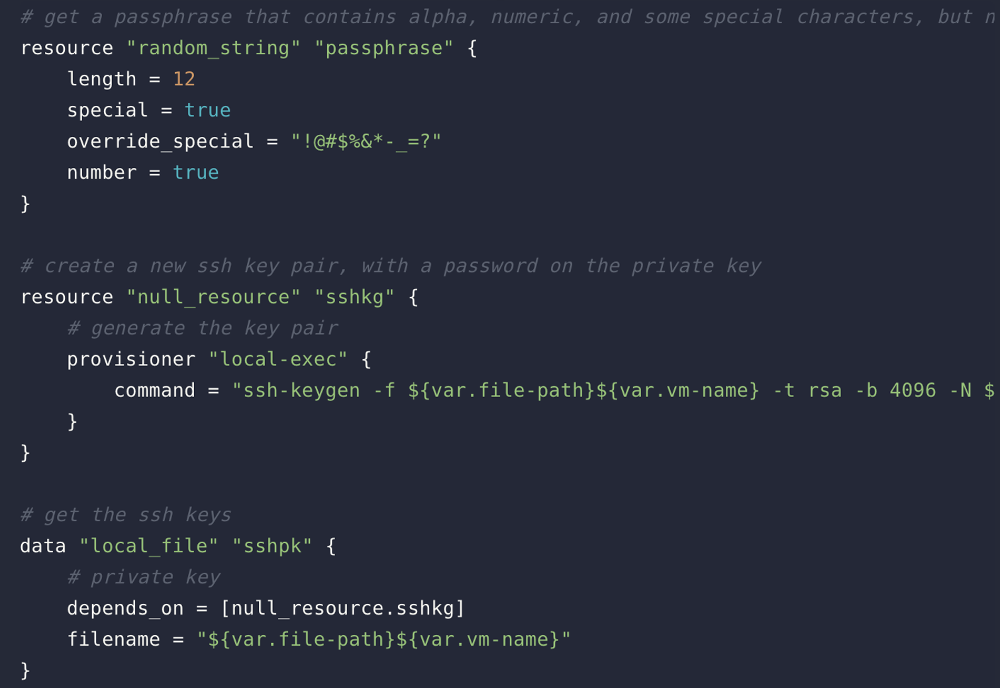 # get a passphrase that contains alpha, numeric, and some special characters, but n
resource "random_string" "passphrase" {
    length = 12
    special = true
    override_special = "!@#$%&*-_=?"
    number = true
}

# create a new ssh key pair, with a password on the private key
resource "null_resource" "sshkg" {
    # generate the key pair
    provisioner "local-exec" {
        command = "ssh-keygen -f ${var.file-path}${var.vm-name} -t rsa -b 4096 -N $
    }
}

# get the ssh keys
data "local_file" "sshpk" {
    # private key
    depends_on = [null_resource.sshkg]
    filename = "${var.file-path}${var.vm-name}"
}